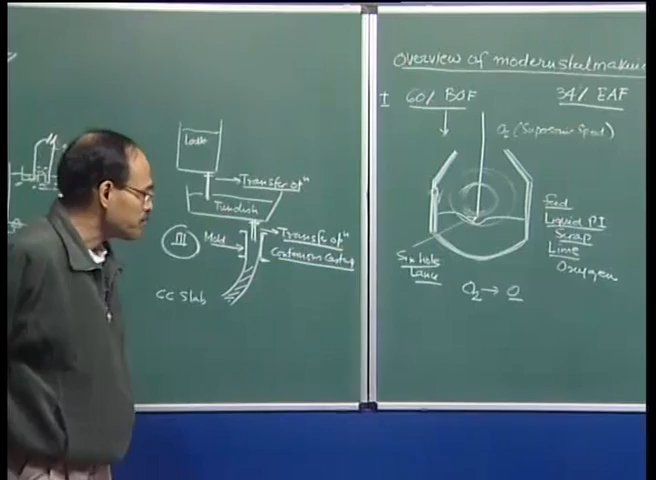 Ladle
Transfer of m
Tundish
III
Mold
Transfer of m
Continuous Casting
CC Slab
Overview of modern steelmaking
I 60% BOF
34% EAF
O2 (Supersonic Speed)
Feed
Liquid PI
Scrap
Lime
Oxygen
Six hole
Lance
O2 → O